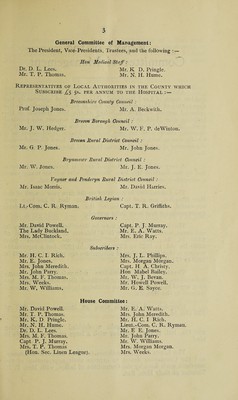 3
General Committee of Management:
The President, Vice-Presidents, Trustees, and the following :—
Hon Medical Staff :
Dr. D. L. Lees. Mr. K. D. Pringle.
Mr. T. P. Thomas. Mr. N. H. Hume.
Representatives of Local Authorities in the County which
Subscribe £5 5s. per annum to the Hospital :—
Breconshire County Council :
Prof. Joseph Jones. Mr. A. Beckwith.
Brecon Borough Council :
Mr. J. W. Hedger. Mr. W. F. P. deWinton.
Brecon Rural District Council :
Mr. G. P. Jones. Mr. John Jones.
Brynmawr Rural District Council :
Mr. W. Jones. Mr. J. E. Jones.
Vaynor and Penderyn Rural District Council :
Mr. Isaac Morris. Mr. David Harries.
British Legion :
Lt.-Com. C. R. Ryman. Capt. T. R. Griffiths.
Governors :
Mr. David Powell. Capt. P. J. Murray.
The Lady Buckland. Mr. E. A. Watts.
Mrs. McClintock. Mrs. Eric Ray.
Subscribers :
Mr. H. C. I. Rich. Mrs. J. L. Phillips.
Mr. E. Jones. Mrs. Morgan Morgan.
Mrs. John Meredith. Capt. H. A. Christy.
Mr. John Parry. Hon. Mabel Bailey.
Mrs. M. F. Thomas. Mr. W. J. Bevan.
Mrs. Weeks. Mr. Howell Powell.
Mr. W. Williams. Mr. G. E. Sayce.
House Committee:
Mr. David Powell. Mr. E. A. Watts.
Mr. T. P. Thomas. Mrs. John Meredith.
Mr. K. D. Pringle. Mr. H. C. I Rich.
Mr. N. H. Hume. Lieut.-Com. C. R. Ryman.
Dr. D. L. Lees. Mr. E. E. Jones.
Mrs. M. F. Thomas. Mr. John Parry.
Capt. P. J. Murray. Mr. W. Williams.
Mrs. T. P. Thomas Mrs. Morgan Morgan.
(Hon. Sec. Linen League). Mrs. Weeks.